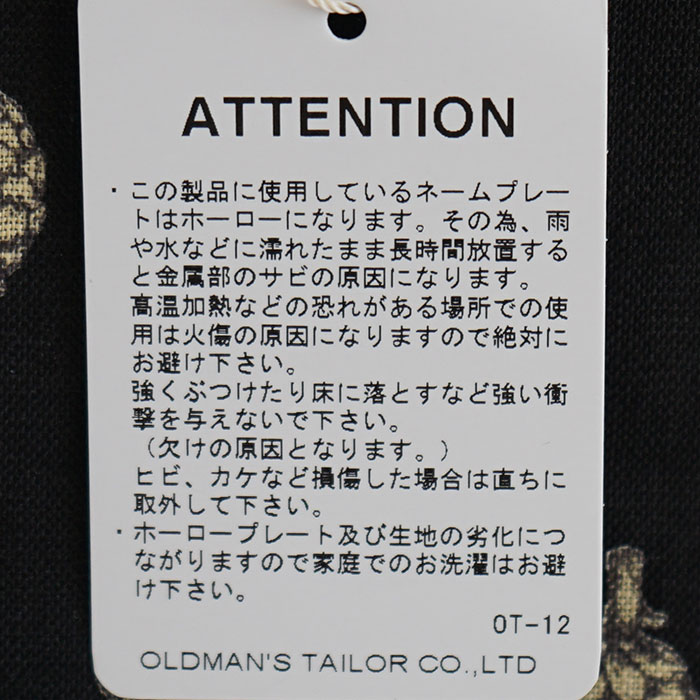 ATTENTION
・この製品に使用しているネームプレー
トはホーローになります。その為、雨
や水などに濡れたまま長時間放置する
と金属部のサビの原因になります。
高温加熱などの恐れがある場所での使
用は火傷の原因になりますので絶対に
お避け下さい。
強くぶつけたり床に落とすなど強い衝
撃を与えないで下さい。
（欠けの原因となります。）
ヒビ、カケなど損傷した場合は直ちに
取外して下さい。
・ホーロープレート及び生地の劣化につ
ながりますので家庭でのお洗濯はお避
け下さい。
OT-12
OLDMAN'S TAILOR CO.,LTD